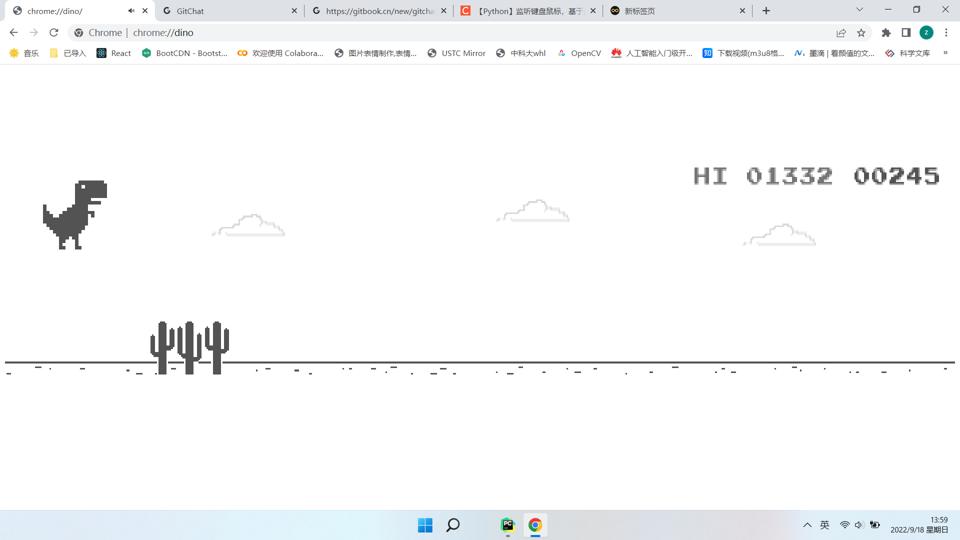 chrome://dino/
GitChat
https://gitbook.cn/new/gitcha
【Python】监听键盘鼠标，基于
新标签页
Chrome | chrome://dino
音乐
已导入
React
BootCDN - Bootst...
欢迎使用 Colabora...
图片表情制作,表情...
USTC Mirror
中科大whl
OpenCV
人工智能入门级开...
下载视频(m3u8格...
墨滴 | 看颜值的文...
科学文库
»
HI 01332 00245
英
13:59
2022/9/18 星期日